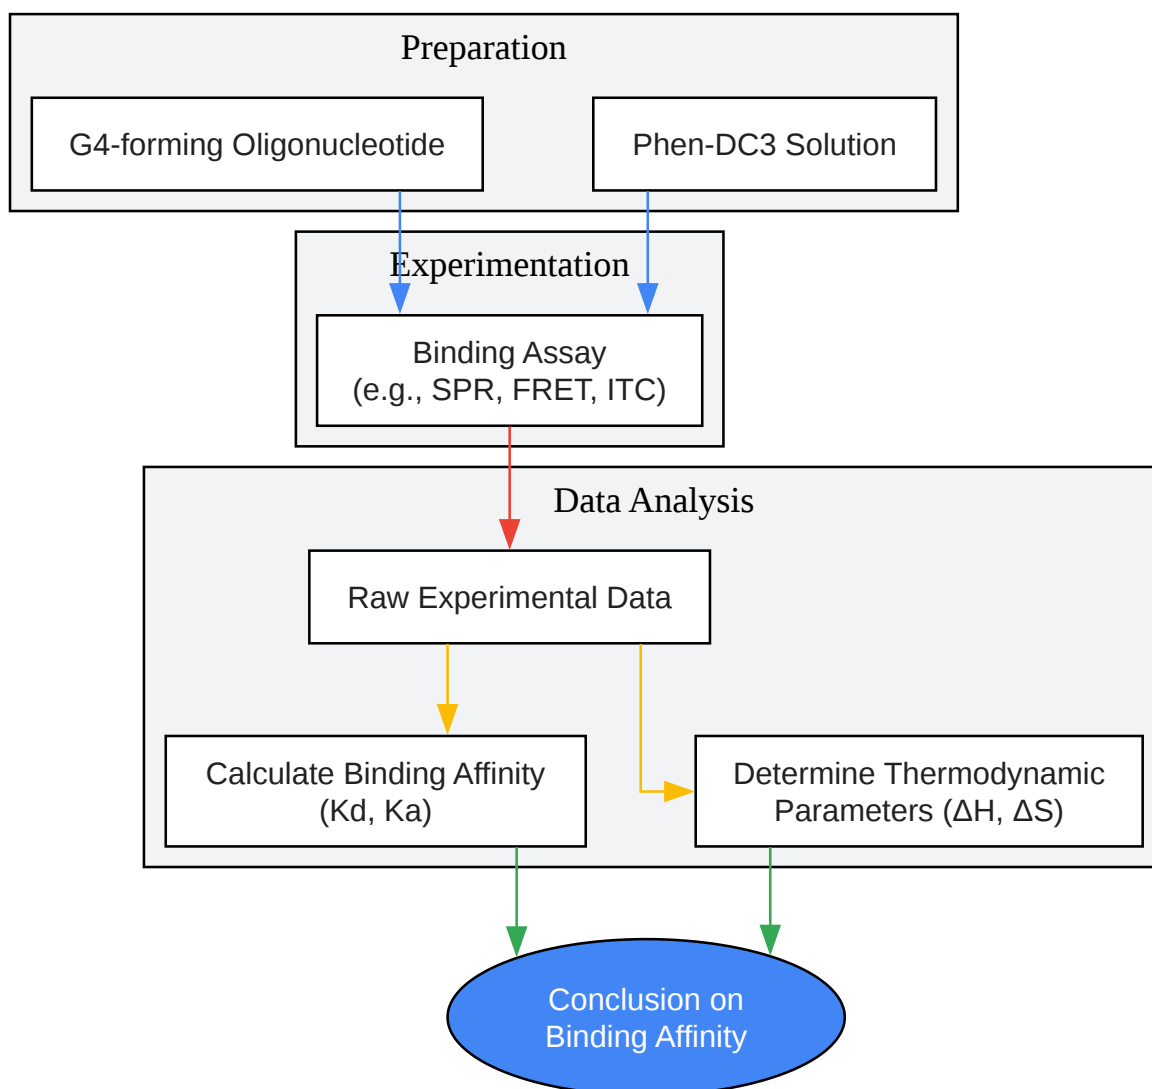 Preparation
G4-forming Oligonucleotide
Phen-DC3 Solution
Experimentation
Binding Assay
(e.g., SPR, FRET, ITC)
Data Analysis
Raw Experimental Data
Calculate Binding Affinity
(Kd, Ka)
Determine Thermodynamic
Parameters (ΔH, ΔS)
Conclusion on
Binding Affinity